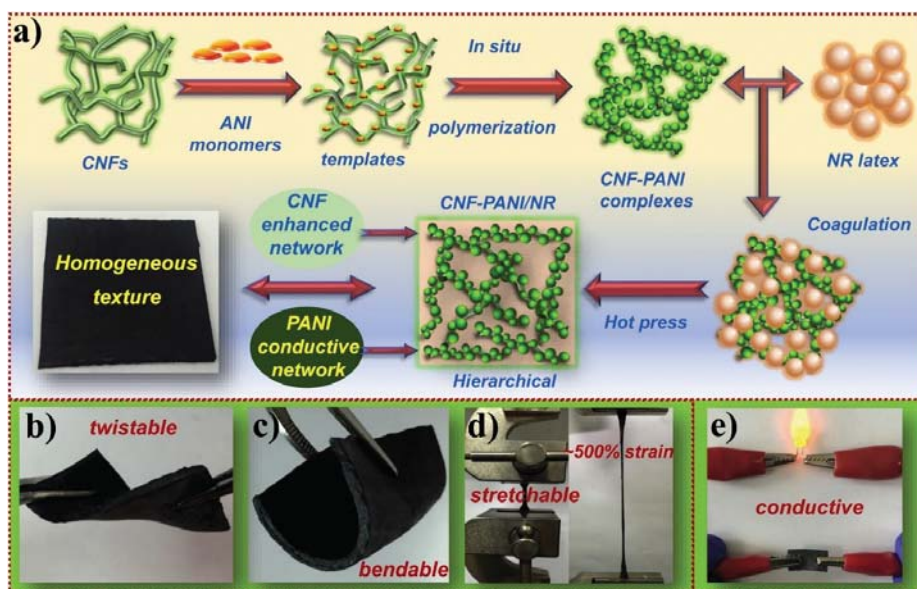 a)
ANI
monomers
In situ
polymerization
CNFs
templates
CNF-PANI
complexes
NR latex
Coagulation
CNF
enhanced
network
CNF-PANI/NR
Homogeneous
texture
PANI
conductive
network
Hierarchical
Hot press
b)
twistable
c)
bendable
d)
stretchable
~500% strain
e)
conductive